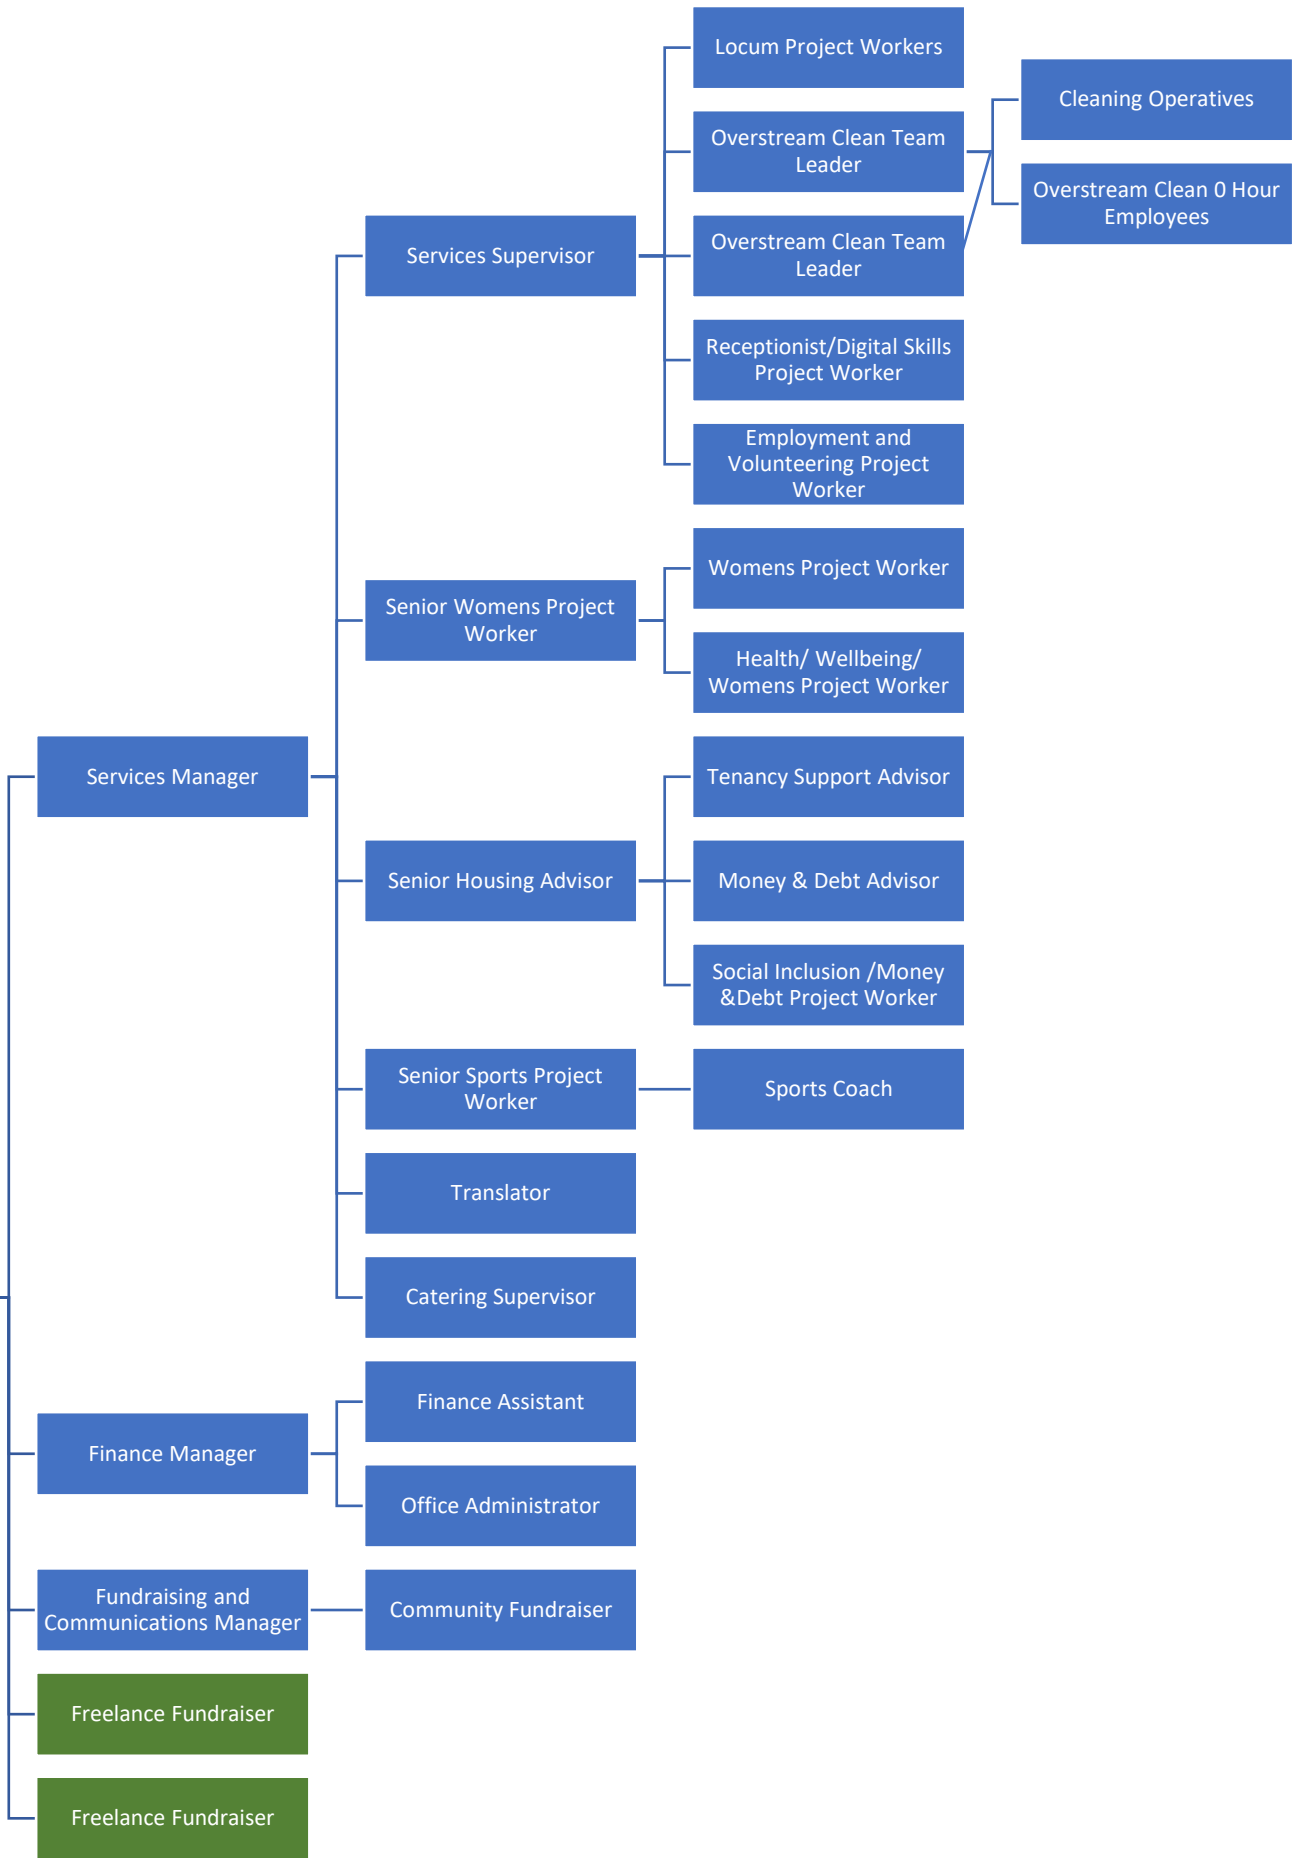 Locum Project Workers
Cleaning Operatives
Overstream Clean Team
Leader
Overstream Clean 0 Hour
Employees
Services Supervisor
Overstream Clean Team
Leader
Receptionist/Digital Skills
Project Worker
Employment and
Volunteering Project
Worker
Womens Project Worker
Senior Womens Project
Worker
Health/ Wellbeing/
Womens Project Worker
Services Manager
Tenancy Support Advisor
Senior Housing Advisor
Money & Debt Advisor
Social Inclusion /Money
&Debt Project Worker
Senior Sports Project
Worker
Sports Coach
Translator
Catering Supervisor
Finance Assistant
Finance Manager
Office Administrator
Fundraising and
Communications Manager
Community Fundraiser
Freelance Fundraiser
Freelance Fundraiser